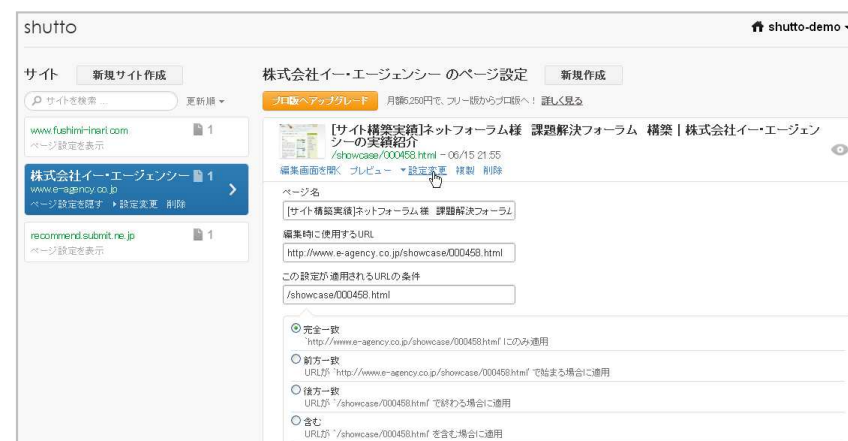 shutto
shutto-demo
サイト 新規サイト作成
サイトを検索 ... 更新順
www.fushimi-inari.com 1
ページ設定を表示
株式会社イー・エージェンシー 1
www.e-agency.co.jp
ページ設定を隠す 設定変更 削除
recommend.submit.ne.jp 1
ページ設定を表示
株式会社イー・エージェンシー のページ設定 新規作成
プロ版へアップグレード 月額5,250円で、フリー版からプロ版へ! 詳しく見る
[サイト構築実績]ネットフォーラム様 課題解決フォーラム 構築 | 株式会社イー・エージェン
シーの実績紹介
/showcase/000458.html - 06/15 21:55
編集画面を開く プレビュー 設定変更 複製 削除
ページ名
[サイト構築実績]ネットフォーラム様 課題解決フォーラム
編集時に使用するURL
http://www.e-agency.co.jp/showcase/000458.html
この設定が適用されるURLの条件
/showcase/000458.html
完全一致
`http://www.e-agency.co.jp/showcase/000458.html` にのみ適用
前方一致
URLが `http://www.e-agency.co.jp/showcase/000458.html` で始まる場合に適用
後方一致
URLが `/showcase/000458.html` で終わる場合に適用
含む
URLが `/showcase/000458.html` を含む場合に適用